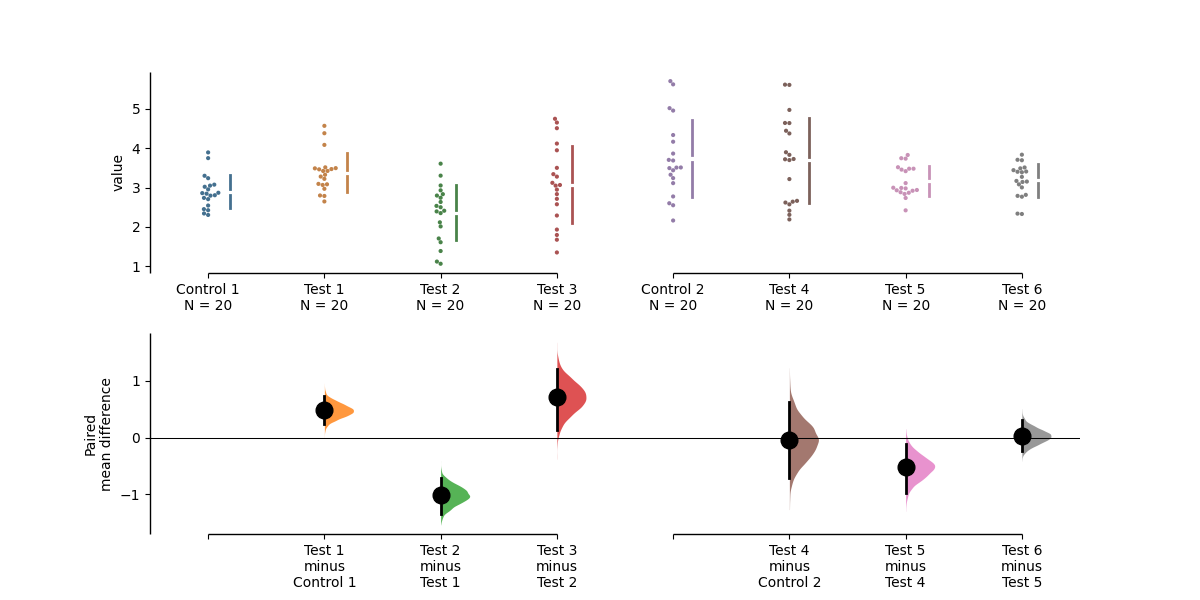 value
5
4
3
2
1
Control 1
N = 20
Test 1
N = 20
Test 2
N = 20
Test 3
N = 20
Control 2
N = 20
Test 4
N = 20
Test 5
N = 20
Test 6
N = 20
Paired
mean difference
1
0
−1
Test 1
minus
Control 1
Test 2
minus
Test 1
Test 3
minus
Test 2
Test 4
minus
Control 2
Test 5
minus
Test 4
Test 6
minus
Test 5